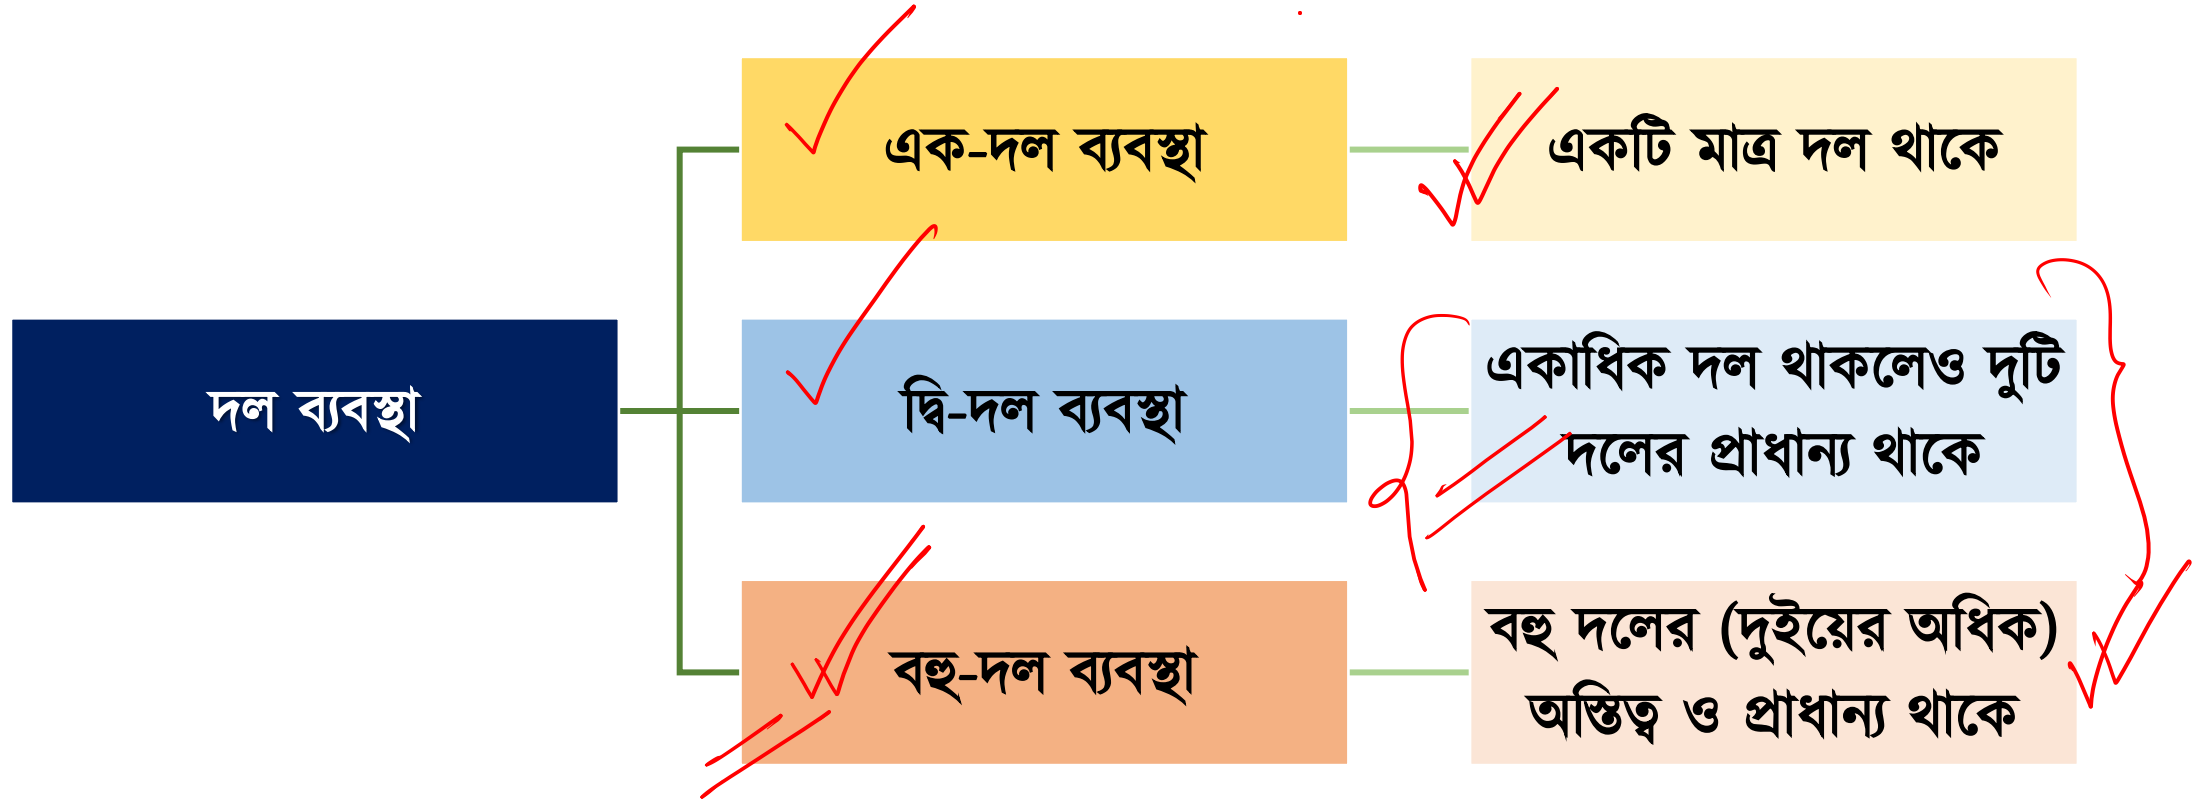 দল ব্যবস্থা
এক-দল ব্যবস্থা
একটি মাত্র দল থাকে
দ্বি-দল ব্যবস্থা
একাধিক দল থাকলেও দুটি
দলের প্রাধান্য থাকে
বহু-দল ব্যবস্থা
বহু দলের (দুইয়ের অধিক)
অস্তিত্ব ও প্রাধান্য থাকে